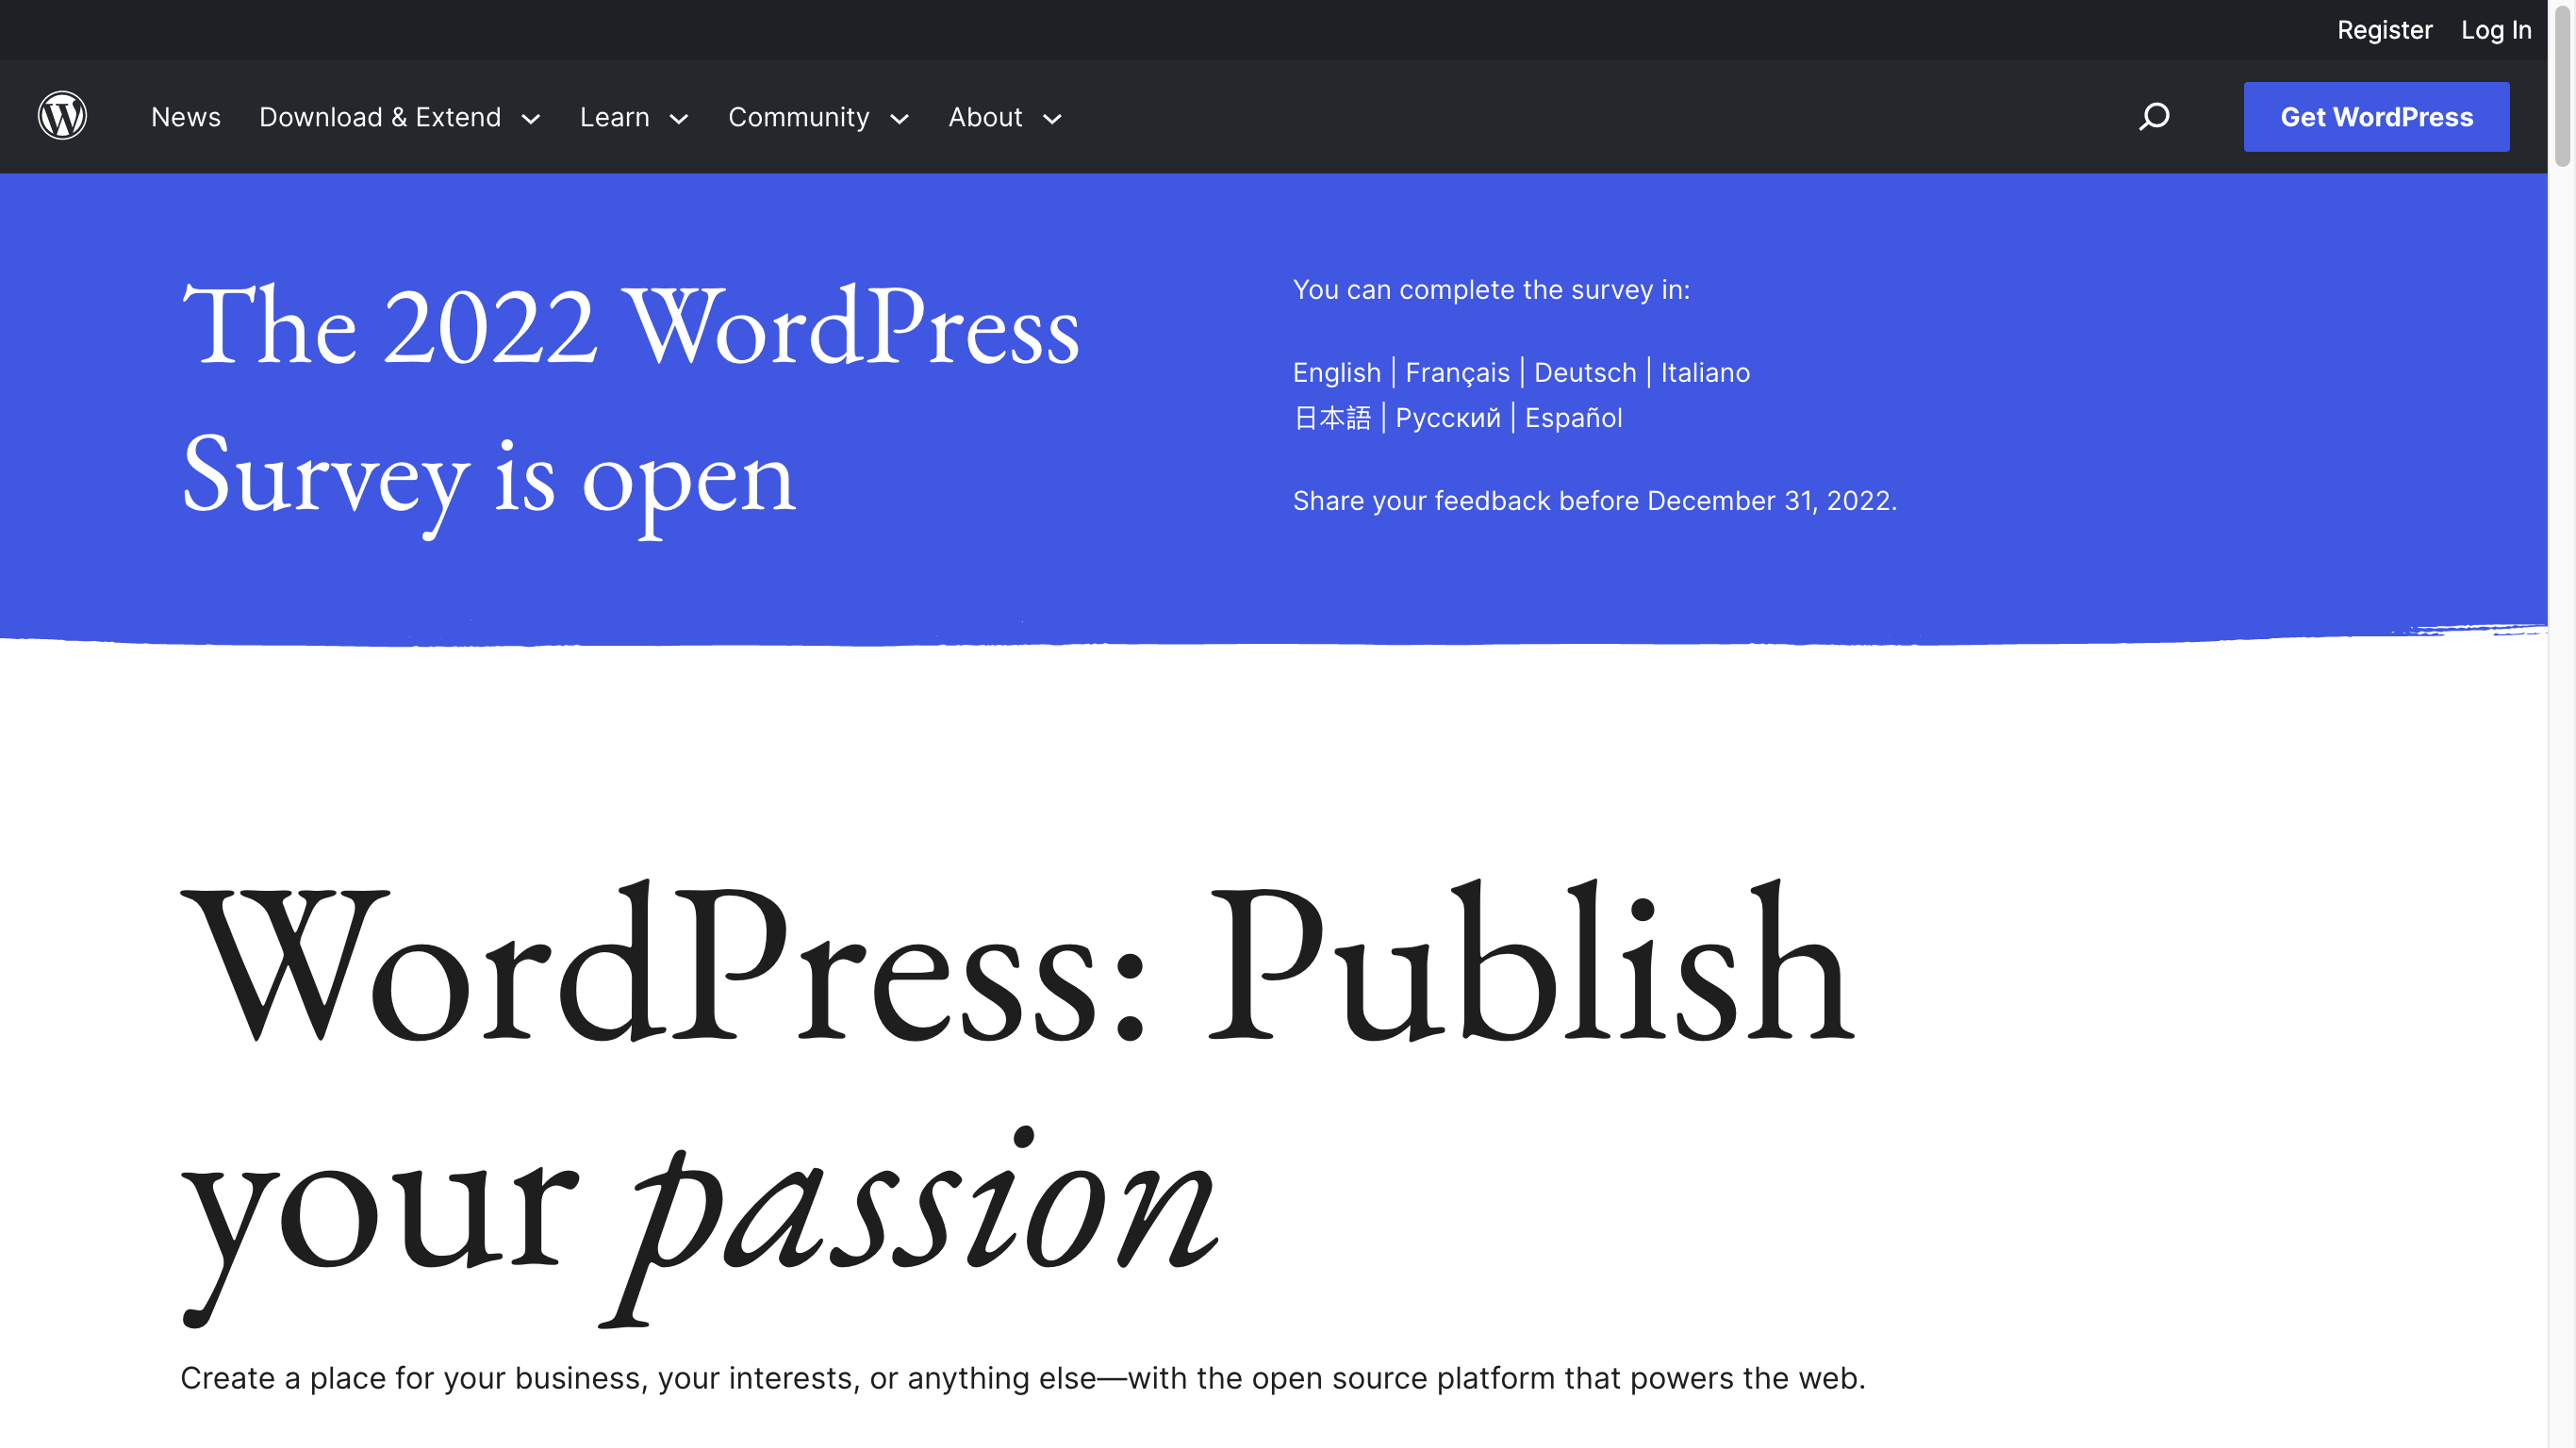 Register Log In
News Download & Extend Learn Community About Get WordPress
The 2022 WordPress
Survey is open
You can complete the survey in:
English | Français | Deutsch | Italiano
日本語 | Русский | Español
Share your feedback before December 31, 2022.
WordPress: Publish
your passion
Create a place for your business, your interests, or anything else—with the open source platform that powers the web.